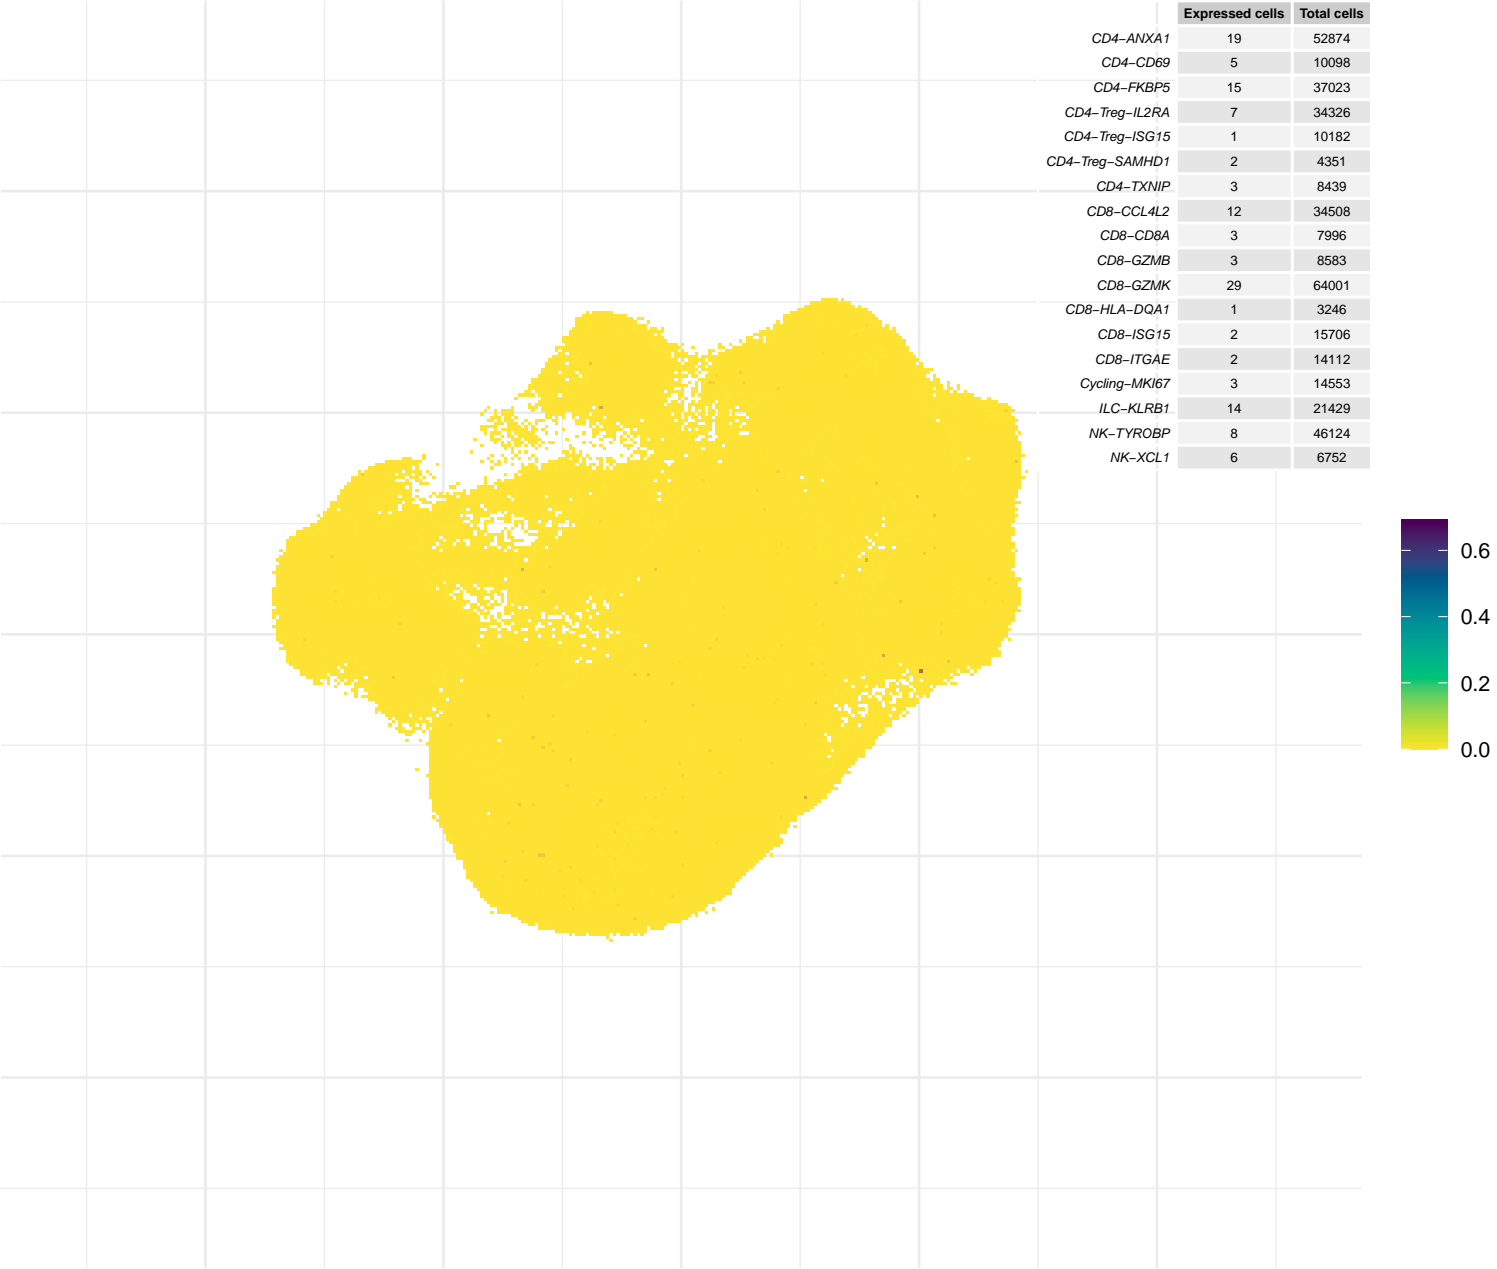 Expressed cells Total cells
CD4−ANXA1 19 52874
CD4−CD69 5 10098
CD4−FKBP5 15 37023
CD4−Treg−IL2RA 7 34326
CD4−Treg−ISG15 1 10182
CD4−Treg−SAMHD1 2 4351
CD4−TXNIP 3 8439
CD8−CCL4L2 12 34508
CD8−CD8A 3 7996
CD8−GZMB 3 8583
CD8−GZMK 29 64001
CD8−HLA−DQA1 1 3246
CD8−ISG15 2 15706
CD8−ITGAE 2 14112
Cycling−MKI67 3 14553
ILC−KLRB1 14 21429
NK−TYROBP 8 46124
NK−XCL1 6 6752
0.6
0.4
0.2
0.0